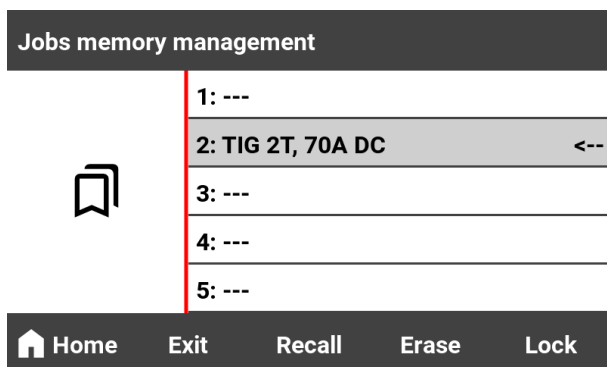 Jobs memory management
1: ---
2: TIG 2T, 70A DC <--
3: ---
4: ---
5: ---
Home Exit Recall Erase Lock